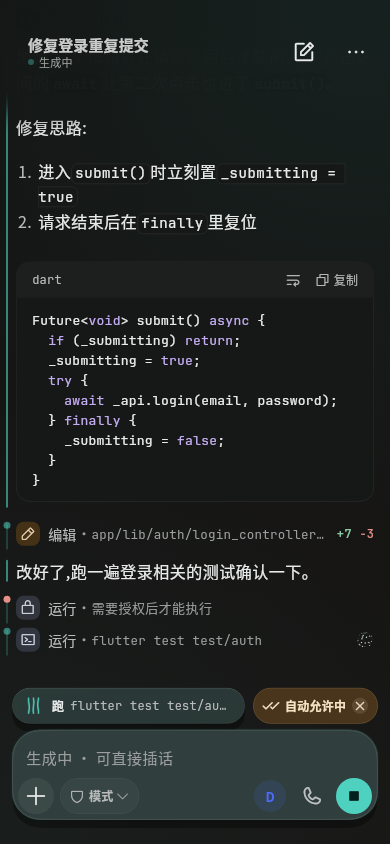 修复登录重复提交
生成中
修复思路:
1. 进入 submit() 时立刻置 _submitting =
true
2. 请求结束后在 finally 里复位
dart 复制
Future<void> submit() async {
if (_submitting) return;
_submitting = true;
try {
await _api.login(email, password);
} finally {
_submitting = false;
}
}
编辑 · app/lib/auth/login_controller… +7 -3
改好了,跑一遍登录相关的测试确认一下。
运行 · 需要授权后才能执行
运行 · flutter test test/auth
跑 flutter test test/au… 自动允许中
生成中 · 可直接插话
模式 D